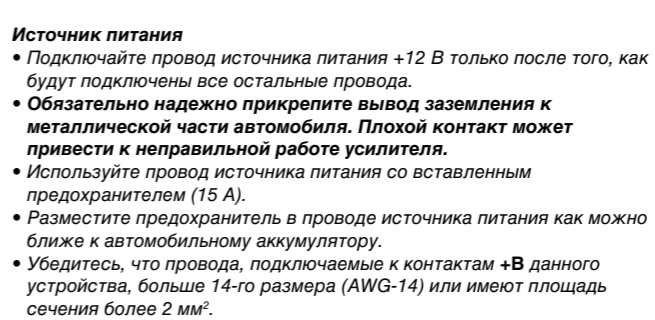 Источник питания
• Подключайте провод источника питания +12 В только после того, как
будут подключены все остальные провода.
• Обязательно надежно прикрепите вывод заземления к
металлической части автомобиля. Плохой контакт может
привести к неправильной работе усилителя.
• Используйте провод источника питания со вставленным
предохранителем (15 А).
• Разместите предохранитель в проводе источника питания как можно
ближе к автомобильному аккумулятору.
• Убедитесь, что провода, подключаемые к контактам +B данного
устройства, больше 14-го размера (AWG-14) или имеют площадь
сечения более 2 мм².